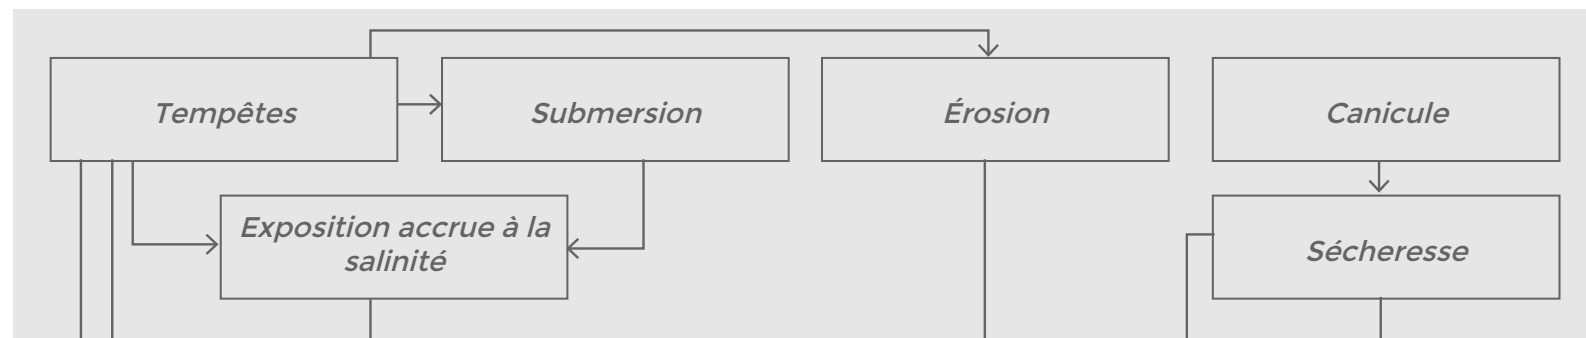 Tempêtes
Submersion
Érosion
Canicule
Exposition accrue à la
salinité
Sécheresse